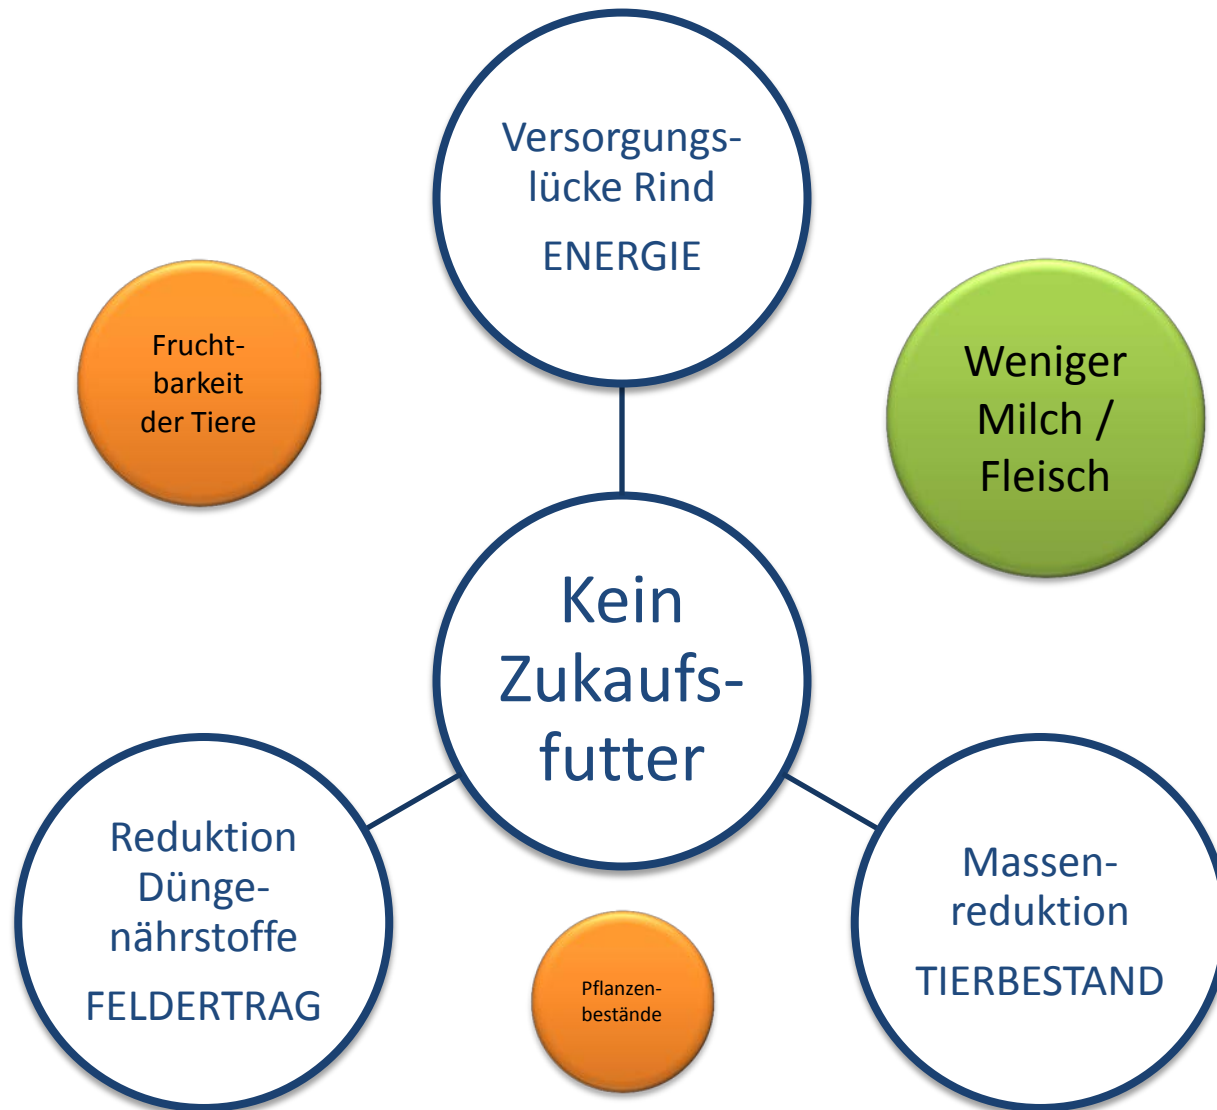 Versorgungs-
lücke Rind
ENERGIE
Frucht-
barkeit
der Tiere
Weniger
Milch /
Fleisch
Kein
Zukaufs-
futter
Reduktion
Dünge-
nährstoffe
FELDERTRAG
Massen-
reduktion
TIERBESTAND
Pflanzen-
bestände